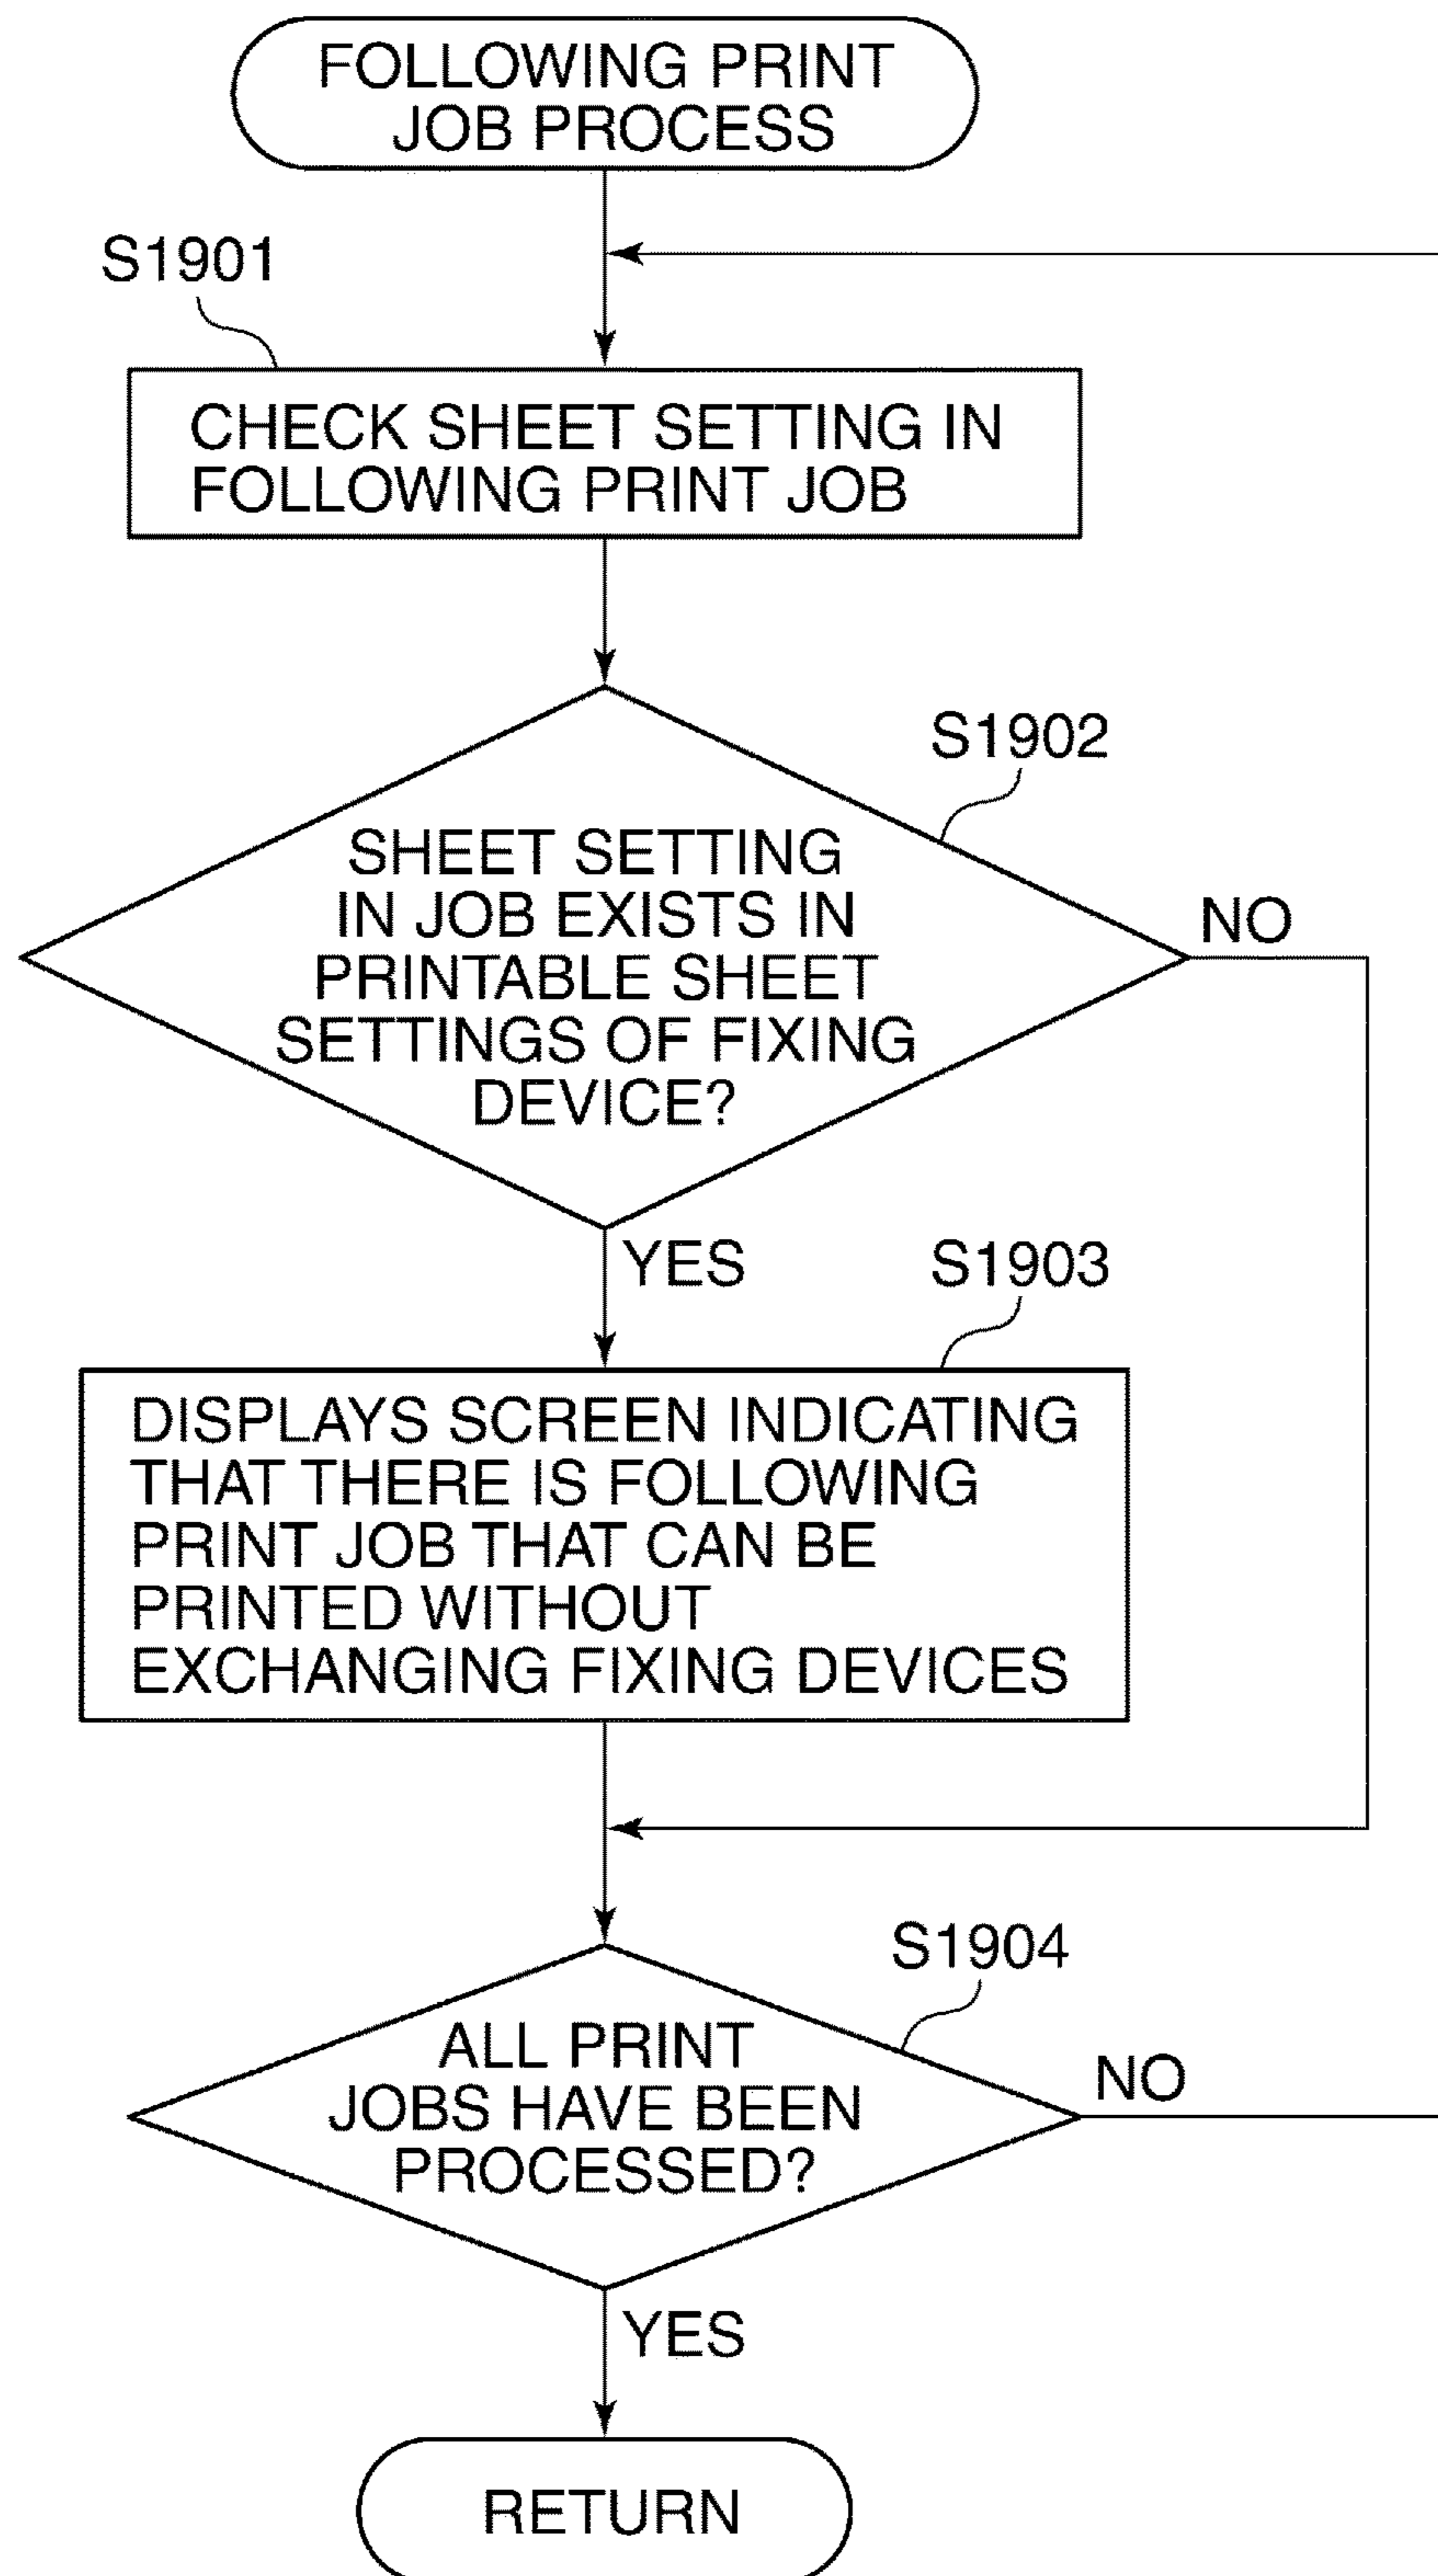 FOLLOWING PRINT
JOB PROCESS
S1901
CHECK SHEET SETTING IN
FOLLOWING PRINT JOB
S1902
SHEET SETTING
IN JOB EXISTS IN
PRINTABLE SHEET
SETTINGS OF FIXING
DEVICE?
NO
YES
S1903
DISPLAYS SCREEN INDICATING
THAT THERE IS FOLLOWING
PRINT JOB THAT CAN BE
PRINTED WITHOUT
EXCHANGING FIXING DEVICES
S1904
ALL PRINT
JOBS HAVE BEEN
PROCESSED?
NO
YES
RETURN